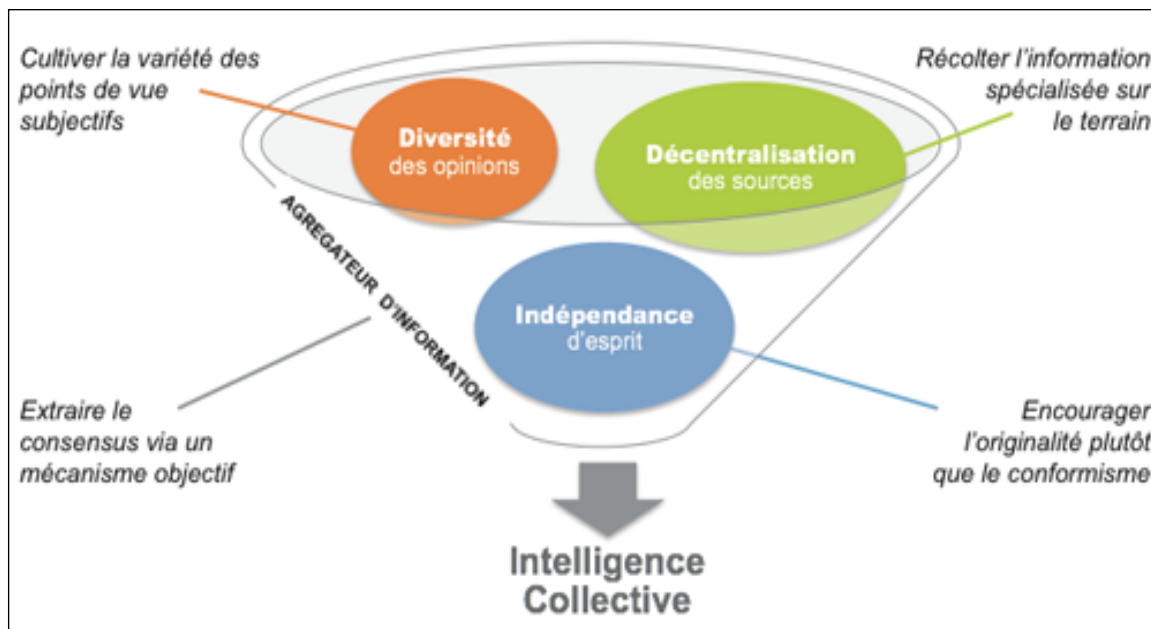 Cultiver la variété des
points de vue
subjectifs
Récolter l'information
spécialisée sur
le terrain
Diversité
des opinions
Décentralisation
des sources
AGREGATEUR D'INFORMATION
Indépendance
d'esprit
Extraire le
consensus via un
mécanisme objectif
Encourager
l'originalité plutôt
que le conformisme
Intelligence
Collective